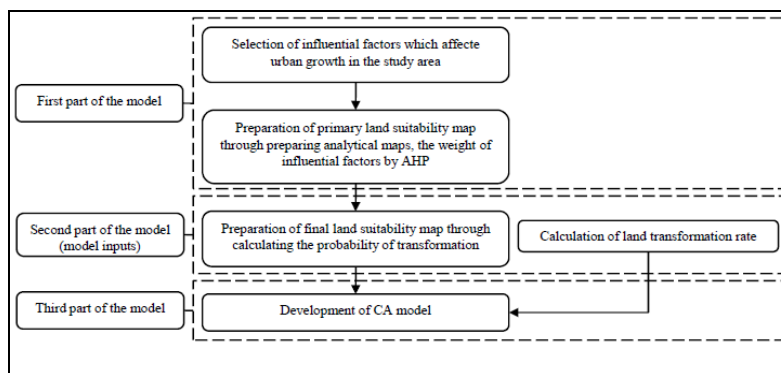 Selection of influential factors which affecte
urban growth in the study area
First part of the model
Preparation of primary land suitability map
through preparing analytical maps, the weight of
influential factors by AHP
Second part of the model
(model inputs)
Preparation of final land suitability map through
calculating the probability of transformation
Calculation of land transformation rate
Third part of the model
Development of CA model